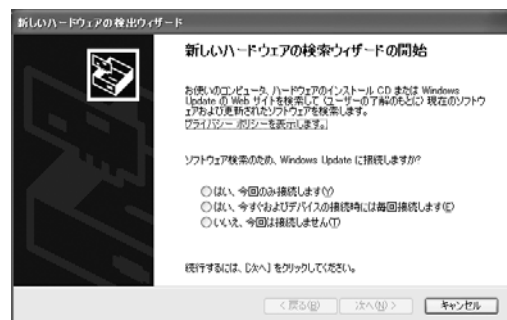 新しいハードウェアの検出ウィザード
新しいハードウェアの検索ウィザードの開始
お使いのコンピュータ、ハードウェアのインストール CD または Windows
Update の Web サイトを検索して (ユーザーの了解のもとに) 現在のソフトウ
ェアおよび更新されたソフトウェアを検索します。
プライバシー ポリシーを表示します。
ソフトウェア検索のため、Windows Update に接続しますか?
はい、今回のみ接続します(Y)
はい、今すぐおよびデバイスの接続時には毎回接続します(E)
いいえ、今回は接続しません(T)
続行するには、[次へ] をクリックしてください。
< 戻る(B) 次へ(N) > キャンセル